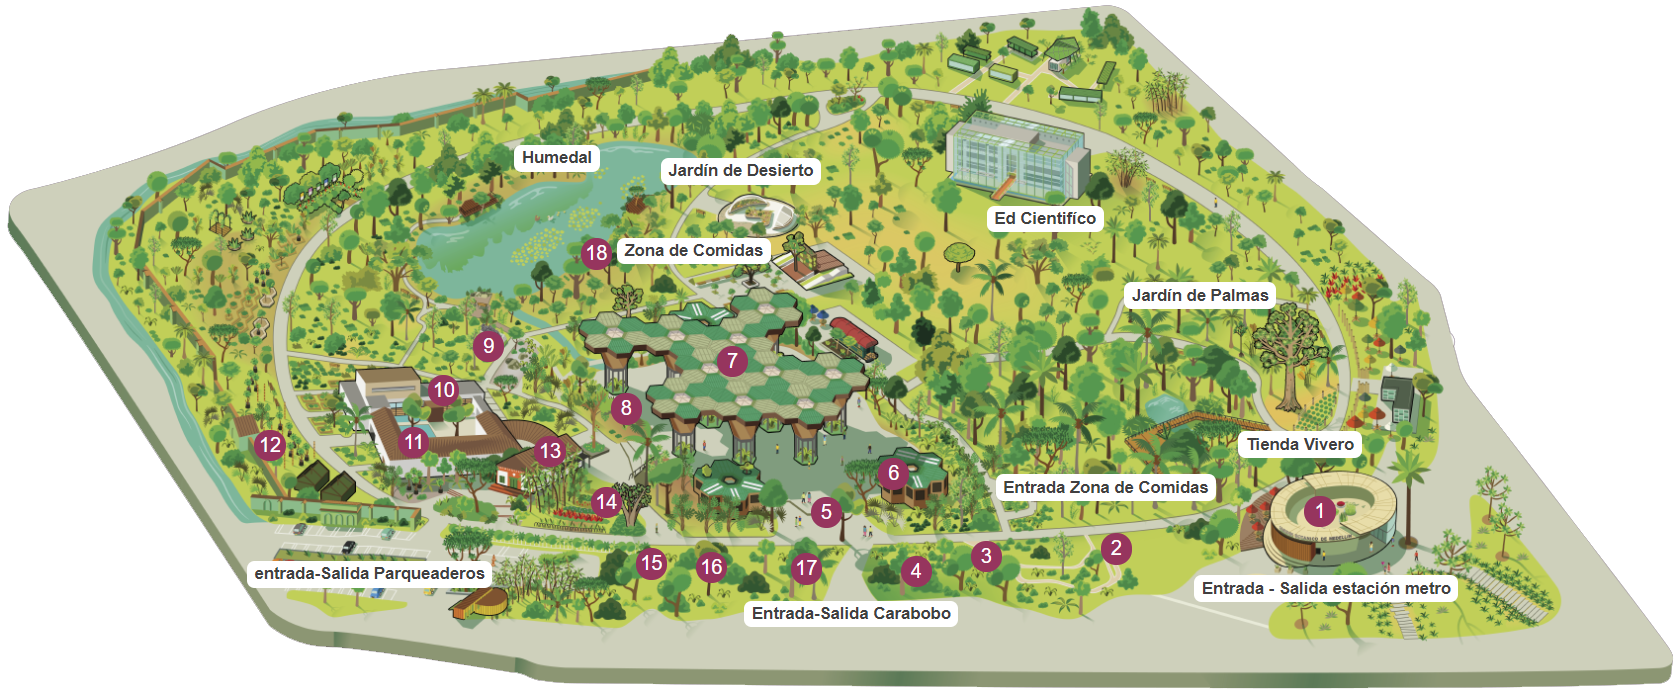 Humedal
Jardín de Desierto
Ed Cientifíco
18
Zona de Comidas
Jardín de Palmas
9
7
10
8
11
12
13
Tienda Vivero
6
Entrada Zona de Comidas
14
5
1
15
16
17
4
3
2
entrada-Salida Parqueaderos
Entrada - Salida estación metro
Entrada-Salida Carabobo